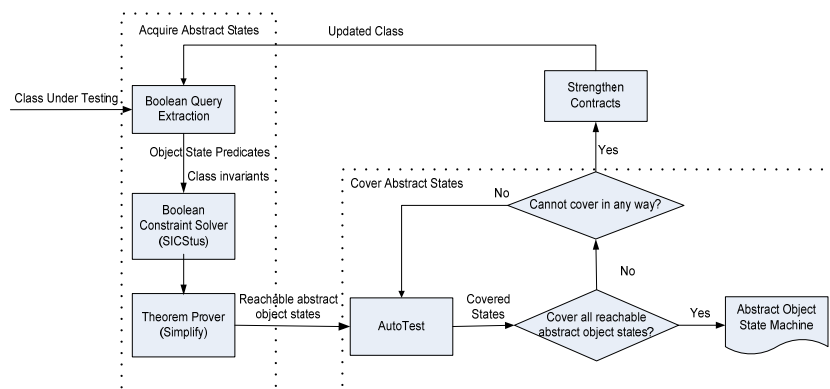 Acquire Abstract States
Updated Class
Class Under Testing
Boolean Query
Extraction
Strengthen
Contracts
Object State Predicates
Class invariants
Yes
Cover Abstract States
No
Cannot cover in any way?
Boolean
Constraint Solver
(SICStus)
No
Reachable abstract
object states
Theorem Prover
(Simplify)
AutoTest
Covered
States
Cover all reachable
abstract object states?
Yes
Abstract Object
State Machine